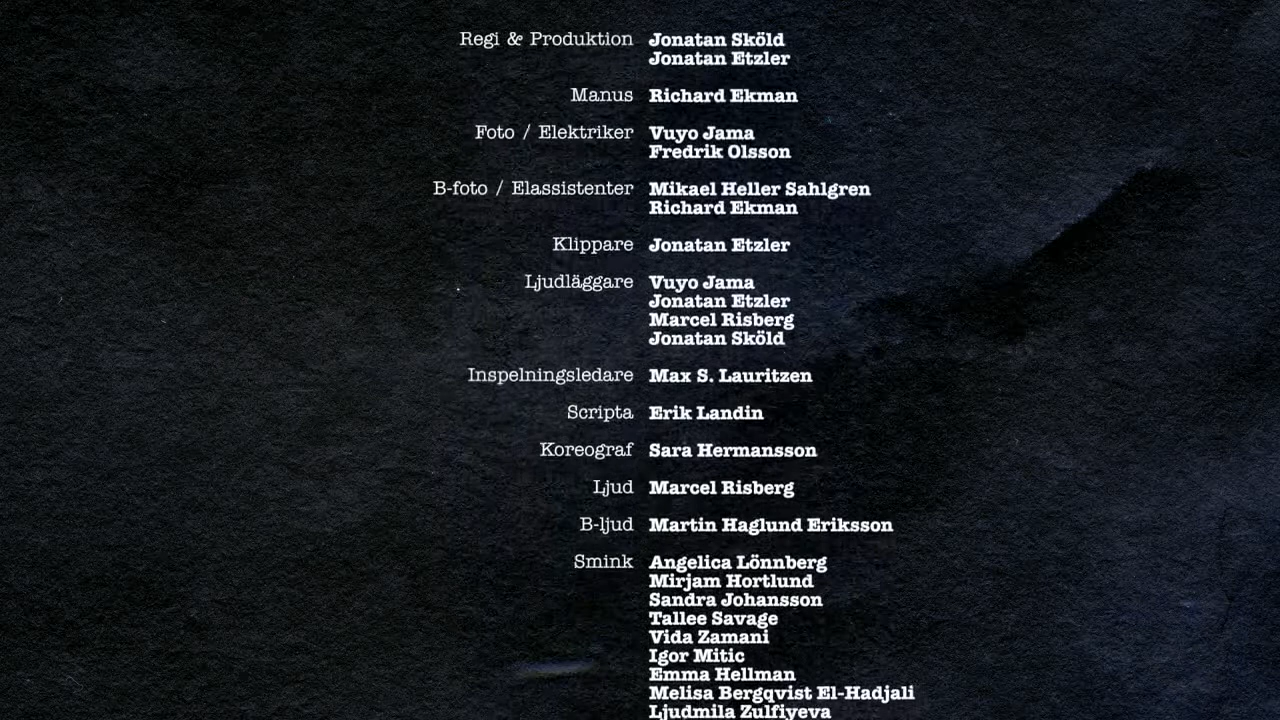 Regi & Produktion Jonatan Sköld
Jonatan Etzler
Manus Richard Ekman
Foto / Elektriker Vuyo Jama
Fredrik Olsson
B-foto / Elassistenter Mikael Heller Sahlgren
Richard Ekman
Klippare Jonatan Etzler
Ljudläggare Vuyo Jama
Jonatan Etzler
Marcel Risberg
Jonatan Sköld
Inspelningsledare Max S. Lauritzen
Scripta Erik Landin
Koreograf Sara Hermansson
Ljud Marcel Risberg
B-ljud Martin Haglund Eriksson
Smink Angelica Lönnberg
Mirjam Hortlund
Sandra Johansson
Tallee Savage
Vida Zamani
Igor Mitic
Emma Hellman
Melisa Bergqvist El-Hadjali
Ljudmila Zulfiyeva